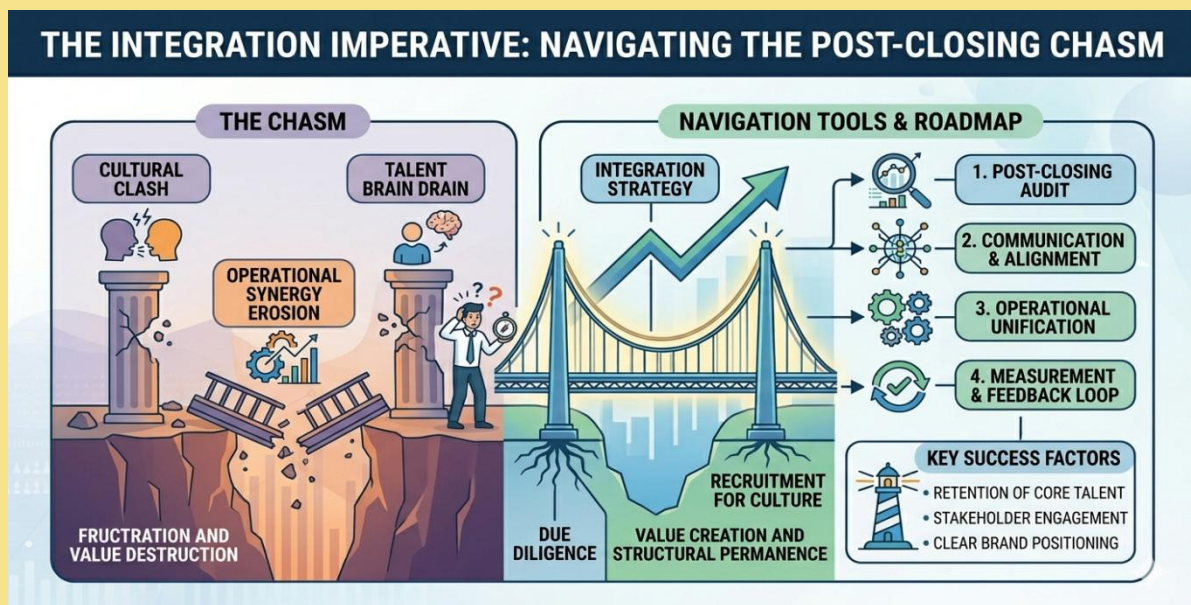 THE INTEGRATION IMPERATIVE: NAVIGATING THE POST-CLOSING CHASM
THE CHASM
CULTURAL
CLASH
TALENT
BRAIN DRAIN
OPERATIONAL
SYNERGY
EROSION
? ?
FRUCTRATION AND
VALUE DESTRUCTION
NAVIGATION TOOLS & ROADMAP
INTEGRATION
STRATEGY
DUE
DILIGENCE
RECRUITMENT
FOR CULTURE
VALUE CREATION AND
STRUCTURAL PERMANENCE
1. POST-CLOSING
AUDIT
2. COMMUNICATION
& ALIGNMENT
3. OPERATIONAL
UNIFICATION
4. MEASUREMENT
& FEEDBACK LOOP
KEY SUCCESS FACTORS
• RETENTION OF CORE TALENT
• STAKEHOLDER ENGAGEMENT
• CLEAR BRAND POSITIONING